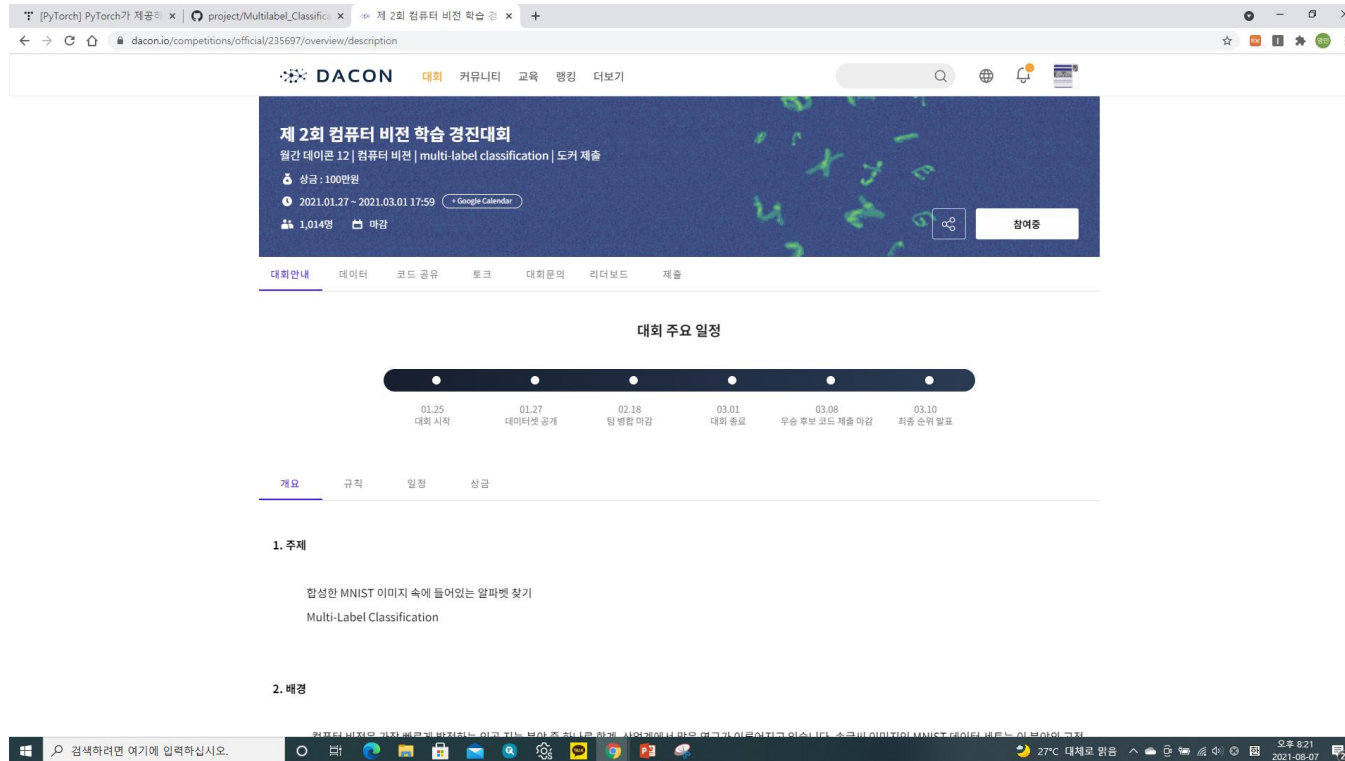 [PyTorch] PyTorch가 제공하
project/Multilabel_Classifica
제 2회 컴퓨터 비전 학습 경
dacon.io/competitions/official/235697/overview/description
DACON 대회 커뮤니티 교육 랭킹 더보기
제 2회 컴퓨터 비전 학습 경진대회
월간 데이콘 12 | 컴퓨터 비전 | multi-label classification | 도커 제출
상금 : 100만원
2021.01.27 ~ 2021.03.01 17:59 + Google Calendar
1,014명 마감
참여중
대회안내 데이터 코드 공유 토크 대회문의 리더보드 제출
대회 주요 일정
01.25 01.27 02.18 03.01 03.08 03.10
대회 시작 데이터셋 공개 팀 병합 마감 대회 종료 우승 후보 코드 제출 마감 최종 순위 발표
개요 규칙 일정 상금
1. 주제
합성한 MNIST 이미지 속에 들어있는 알파벳 찾기
Multi-Label Classification
2. 배경
검색하려면 여기에 입력하십시오.
27°C 대체로 맑음
오후 8:21
2021-08-07